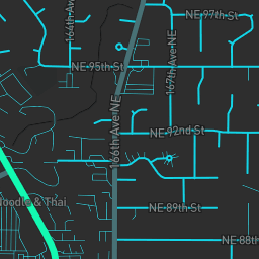 164th Av
NE 97th St
167th Ave NE
NE 95th St
166th Ave NE
NE 92nd St
Noodle & Thai
NE 89th St
NE 88th